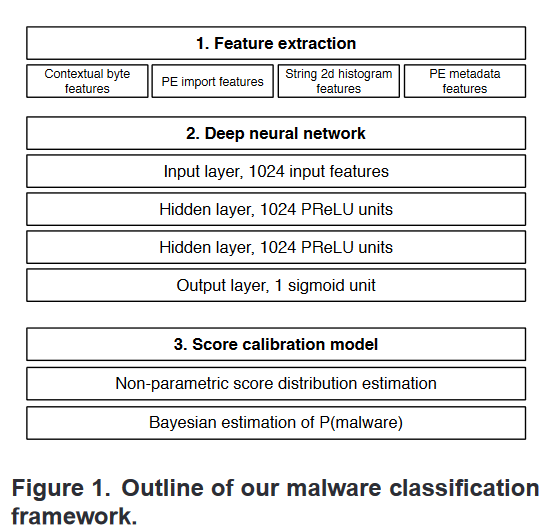 1. Feature extraction
Contextual byte
features
PE import features
String 2d histogram
features
PE metadata
features
2. Deep neural network
Input layer, 1024 input features
Hidden layer, 1024 PReLU units
Hidden layer, 1024 PReLU units
Output layer, 1 sigmoid unit
3. Score calibration model
Non-parametric score distribution estimation
Bayesian estimation of P(malware)
Figure 1. Outline of our malware classification
framework.